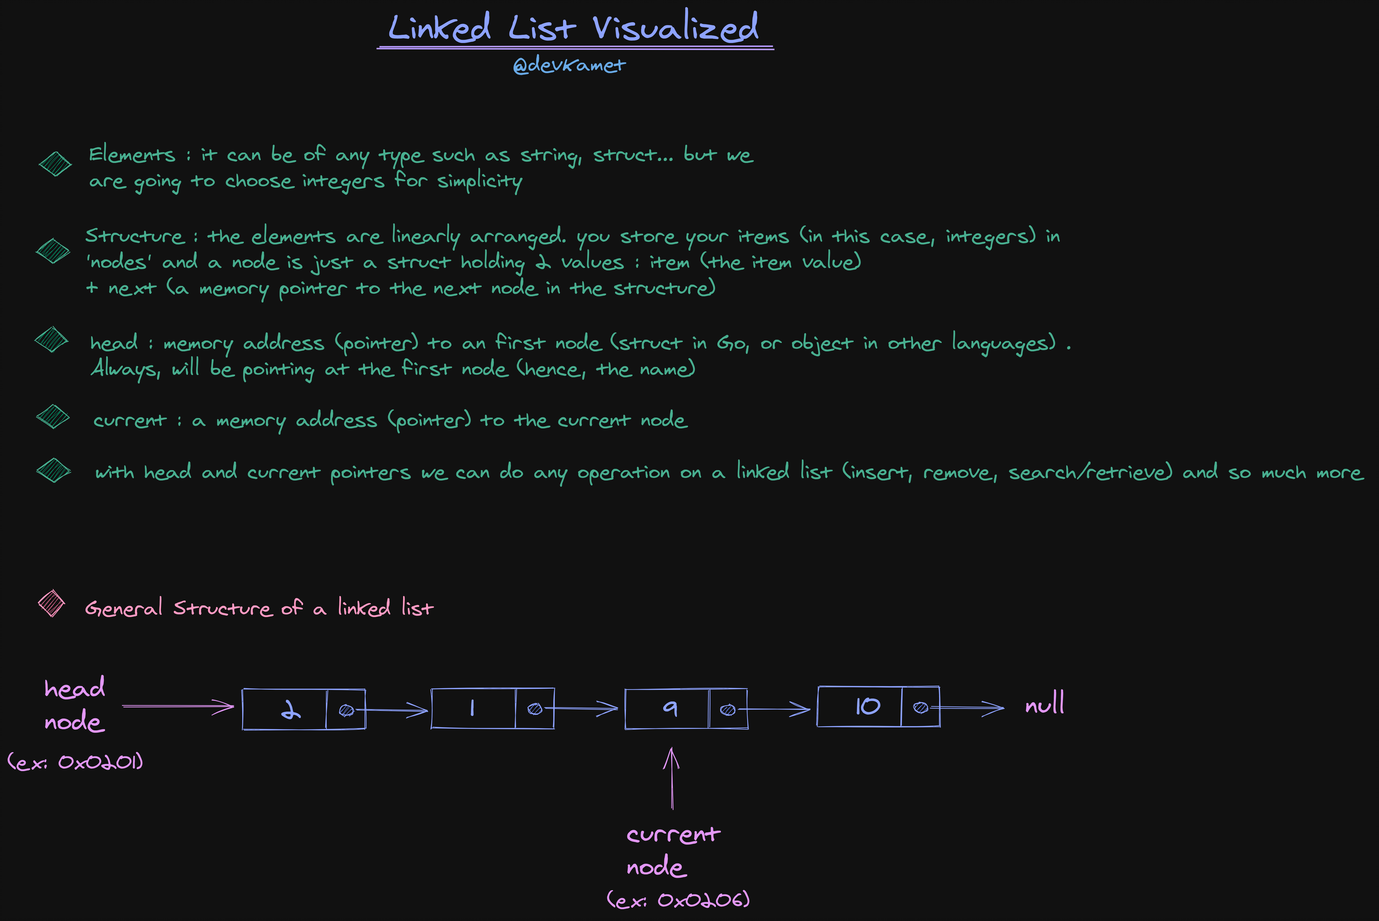 Linked List Visualized
@devkamet
Elements : it can be of any type such as string, struct... but we
are going to choose integers for simplicity
Structure : the elements are linearly arranged. you store your items (in this case, integers) in
'nodes' and a node is just a struct holding 2 values : item (the item value)
+ next (a memory pointer to the next node in the structure)
head : memory address (pointer) to an first node (struct in Go, or object in other languages) .
Always, will be pointing at the first node (hence, the name)
current : a memory address (pointer) to the current node
with head and current pointers we can do any operation on a linked list (insert, remove, search/retrieve) and so much more
General Structure of a linked list
head
node
(ex: 0x0201)
2
1
9
10
null
current
node
(ex: 0x0206)